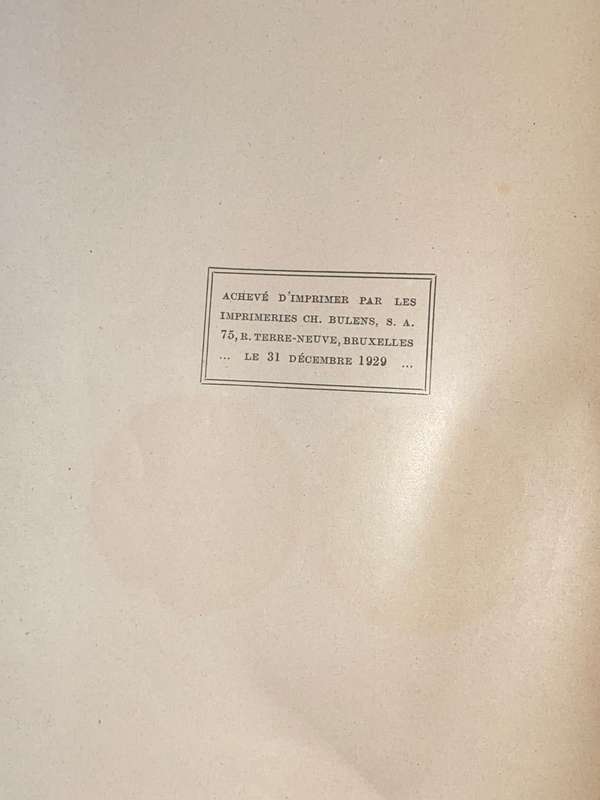 ACHEVÉ D'IMPRIMER PAR LES
IMPRIMERIES CH. BULENS, S. A.
75, R. TERRE-NEUVE, BRUXELLES
... LE 31 DÉCEMBRE 1929 ...